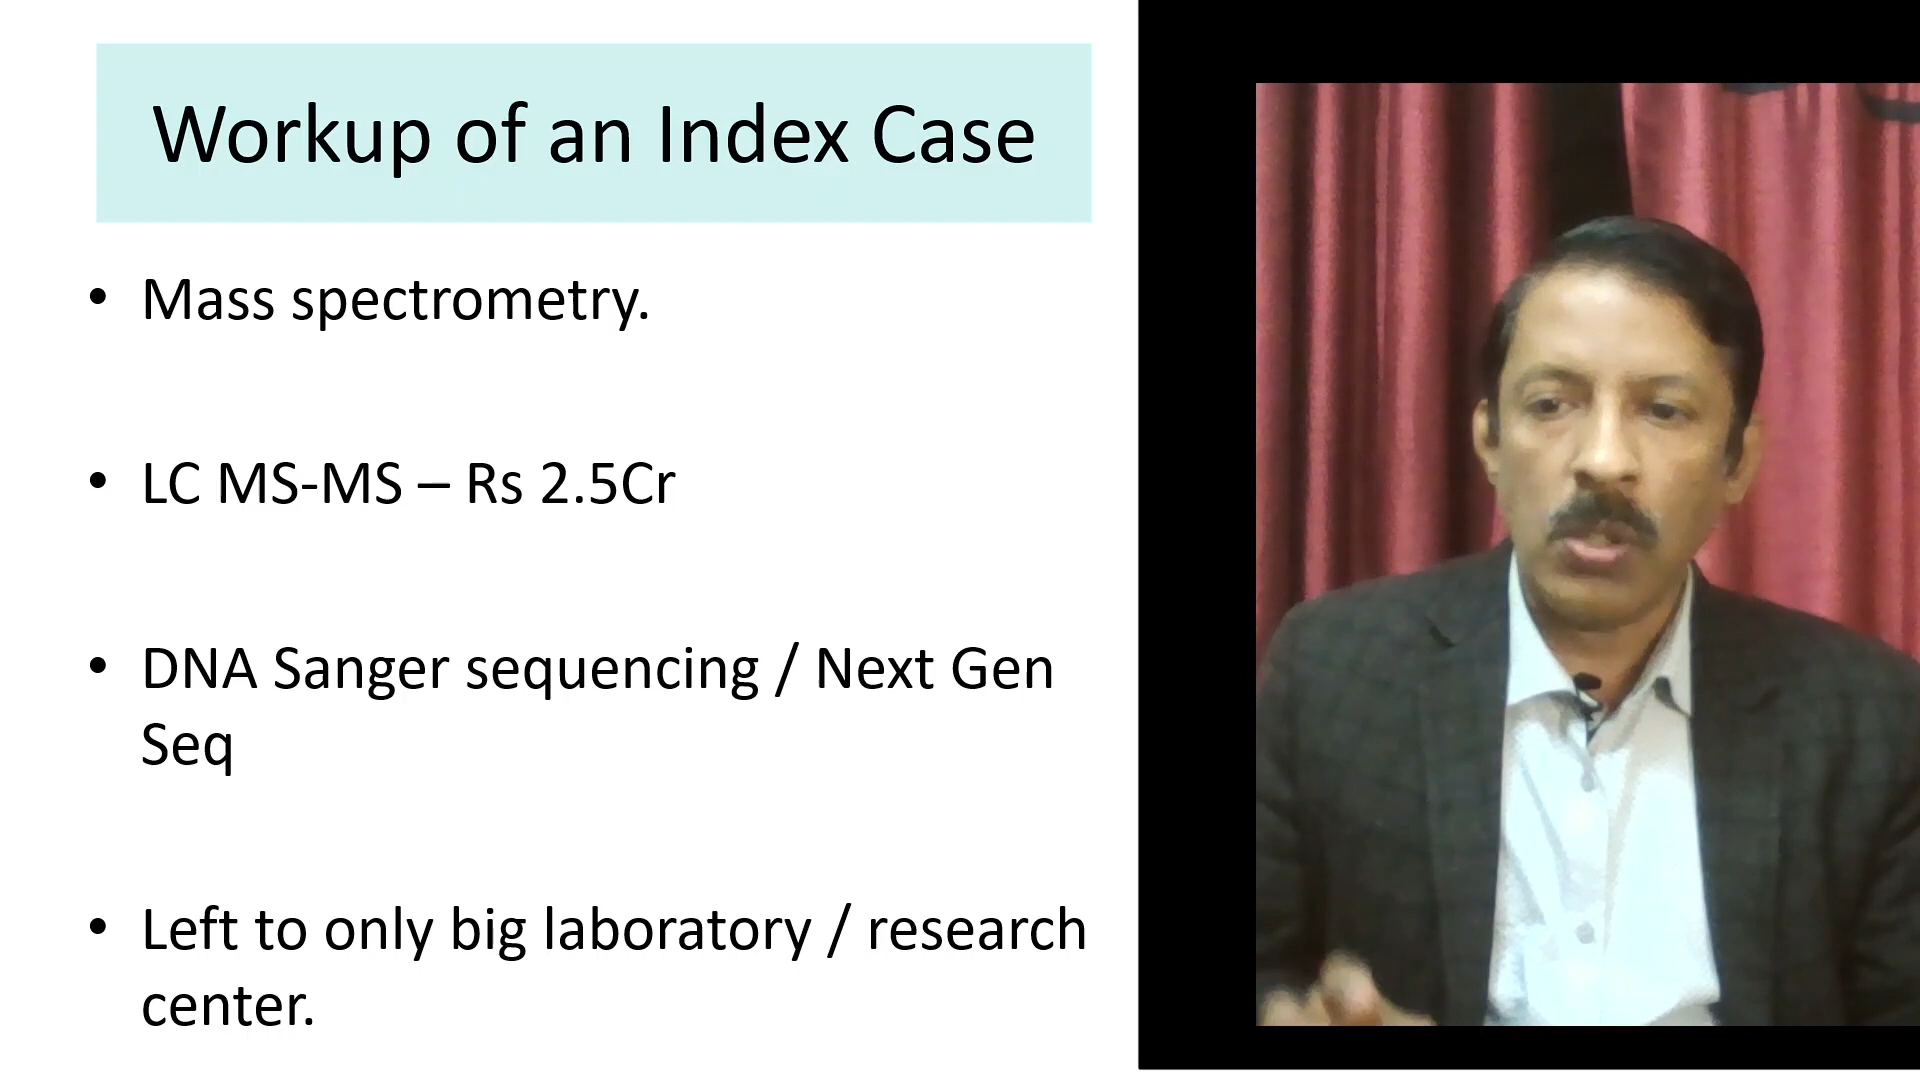 Workup of an Index Case
• Mass spectrometry.
• LC MS-MS – Rs 2.5Cr
• DNA Sanger sequencing / Next Gen
Seq
• Left to only big laboratory / research
center.